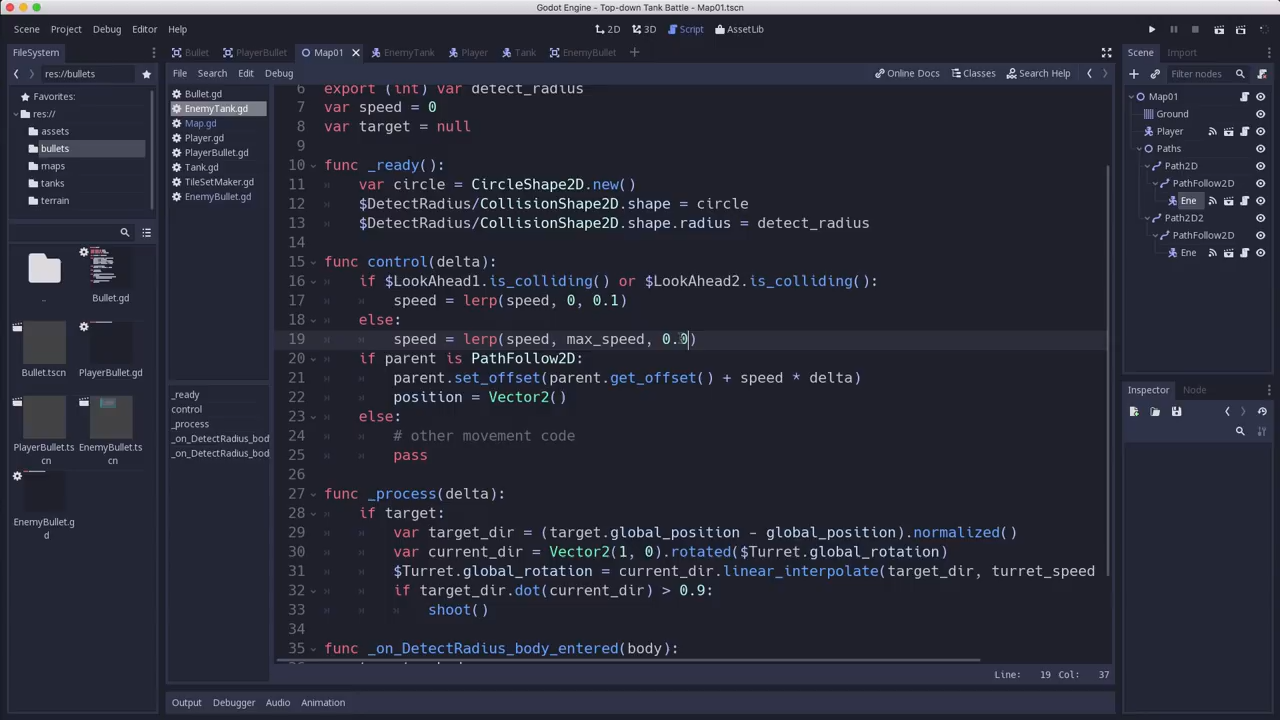 Godot Engine - Top-down Tank Battle - Map01.tscn
Scene Project Debug Editor Help
2D 3D Script AssetLib
FileSystem
res://bullets
Favorites:
res://
assets
bullets
maps
tanks
terrain
..
Bullet.gd
Bullet.tscn
PlayerBullet.gd
PlayerBullet.ts
cn
EnemyBullet.ts
cn
EnemyBullet.g
d
Bullet PlayerBullet Map01 EnemyTank Player Tank EnemyBullet
File Search Edit Debug
Online Docs Classes Search Help
Bullet.gd
EnemyTank.gd
Map.gd
Player.gd
PlayerBullet.gd
Tank.gd
TileSetMaker.gd
EnemyBullet.gd
_ready
control
_process
_on_DetectRadius_bod
_on_DetectRadius_bod
6 export (int) var detect_radius
7 var speed = 0
8 var target = null
9
10 func _ready():
11 var circle = CircleShape2D.new()
12 $DetectRadius/CollisionShape2D.shape = circle
13 $DetectRadius/CollisionShape2D.shape.radius = detect_radius
14
15 func control(delta):
16 if $LookAhead1.is_colliding() or $LookAhead2.is_colliding():
17 speed = lerp(speed, 0, 0.1)
18 else:
19 speed = lerp(speed, max_speed, 0.0)
20 if parent is PathFollow2D:
21 parent.set_offset(parent.get_offset() + speed * delta)
22 position = Vector2()
23 else:
24 # other movement code
25 pass
26
27 func _process(delta):
28 if target:
29 var target_dir = (target.global_position - global_position).normalized()
30 var current_dir = Vector2(1, 0).rotated($Turret.global_rotation)
31 $Turret.global_rotation = current_dir.linear_interpolate(target_dir, turret_speed
32 if target_dir.dot(current_dir) > 0.9:
33 shoot()
34
35 func _on_DetectRadius_body_entered(body):
Line: 19 Col: 37
Output Debugger Audio Animation
Scene Import
Filter nodes
Map01
Ground
Player
Paths
Path2D
PathFollow2D
Ene
Path2D2
PathFollow2D
Ene
Inspector Node